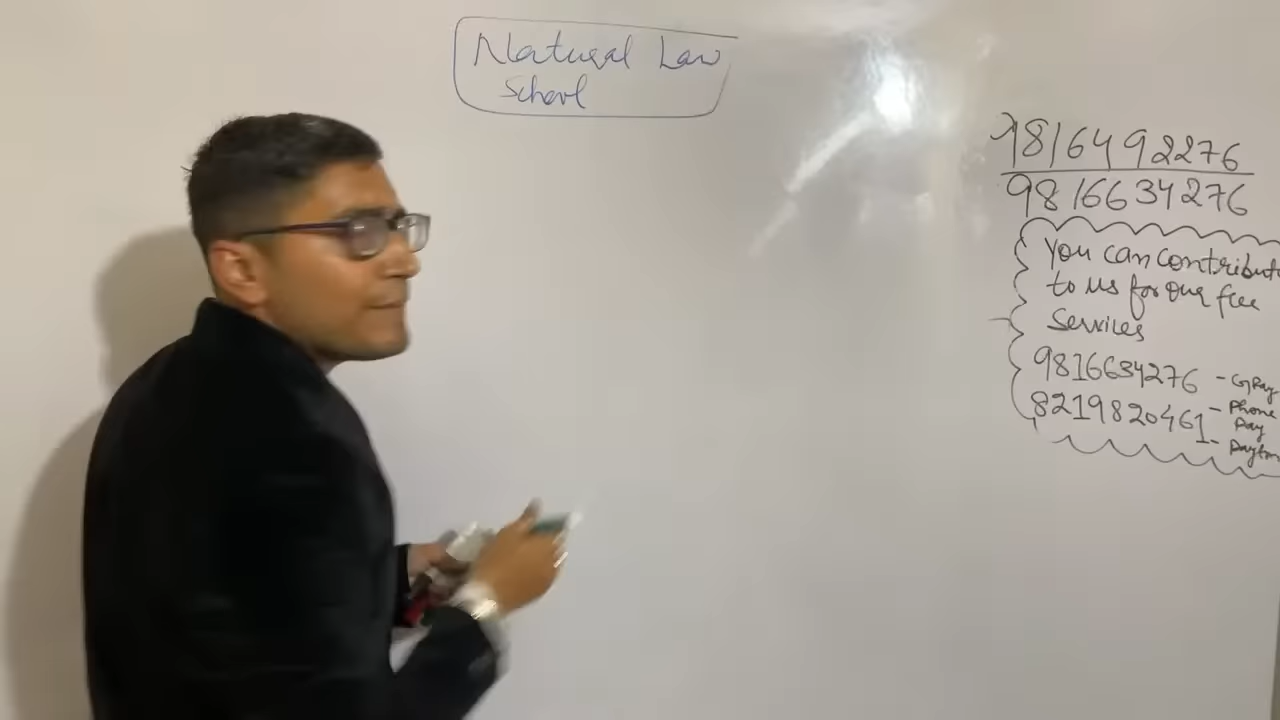 Natural Law
School
9816492276
9816634276
You can contribut
to us for our free
Services
9816634276 - GPay
8219820461 - Phone
Pay
- Paytm